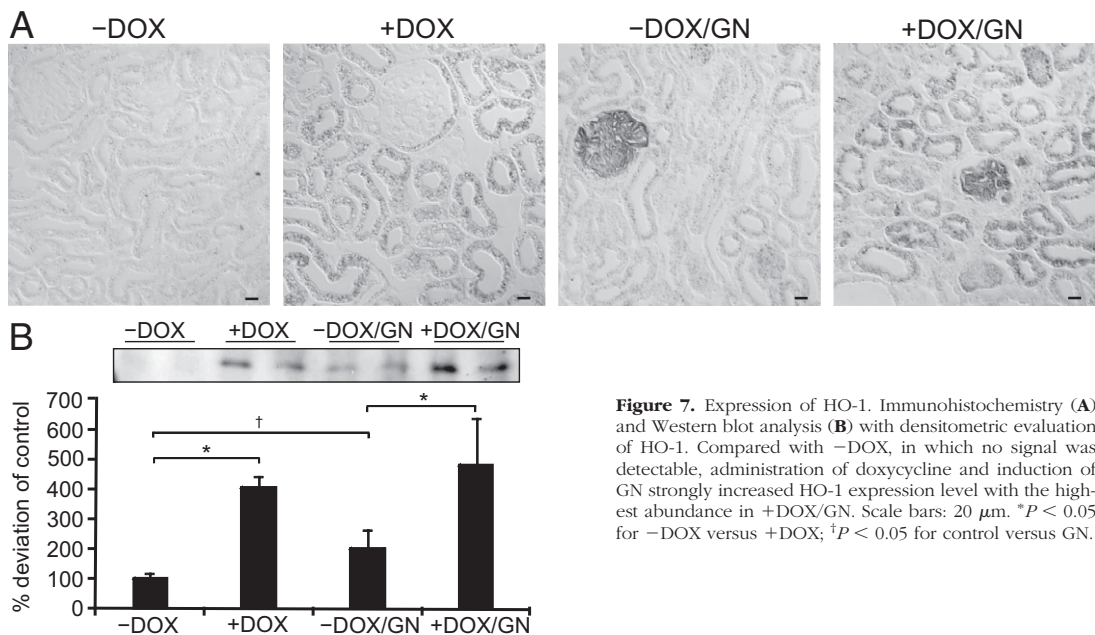 A
−DOX
+DOX
−DOX/GN
+DOX/GN
B
−DOX
+DOX
−DOX/GN
+DOX/GN
% deviation of control
700
600
500
400
300
200
100
0
*
†
*
−DOX
+DOX
−DOX/GN
+DOX/GN
Figure 7. Expression of HO-1. Immunohistochemistry (A)
and Western blot analysis (B) with densitometric evaluation
of HO-1. Compared with −DOX, in which no signal was
detectable, administration of doxycycline and induction of
GN strongly increased HO-1 expression level with the high-
est abundance in +DOX/GN. Scale bars: 20 μm. *P < 0.05
for −DOX versus +DOX; †P < 0.05 for control versus GN.